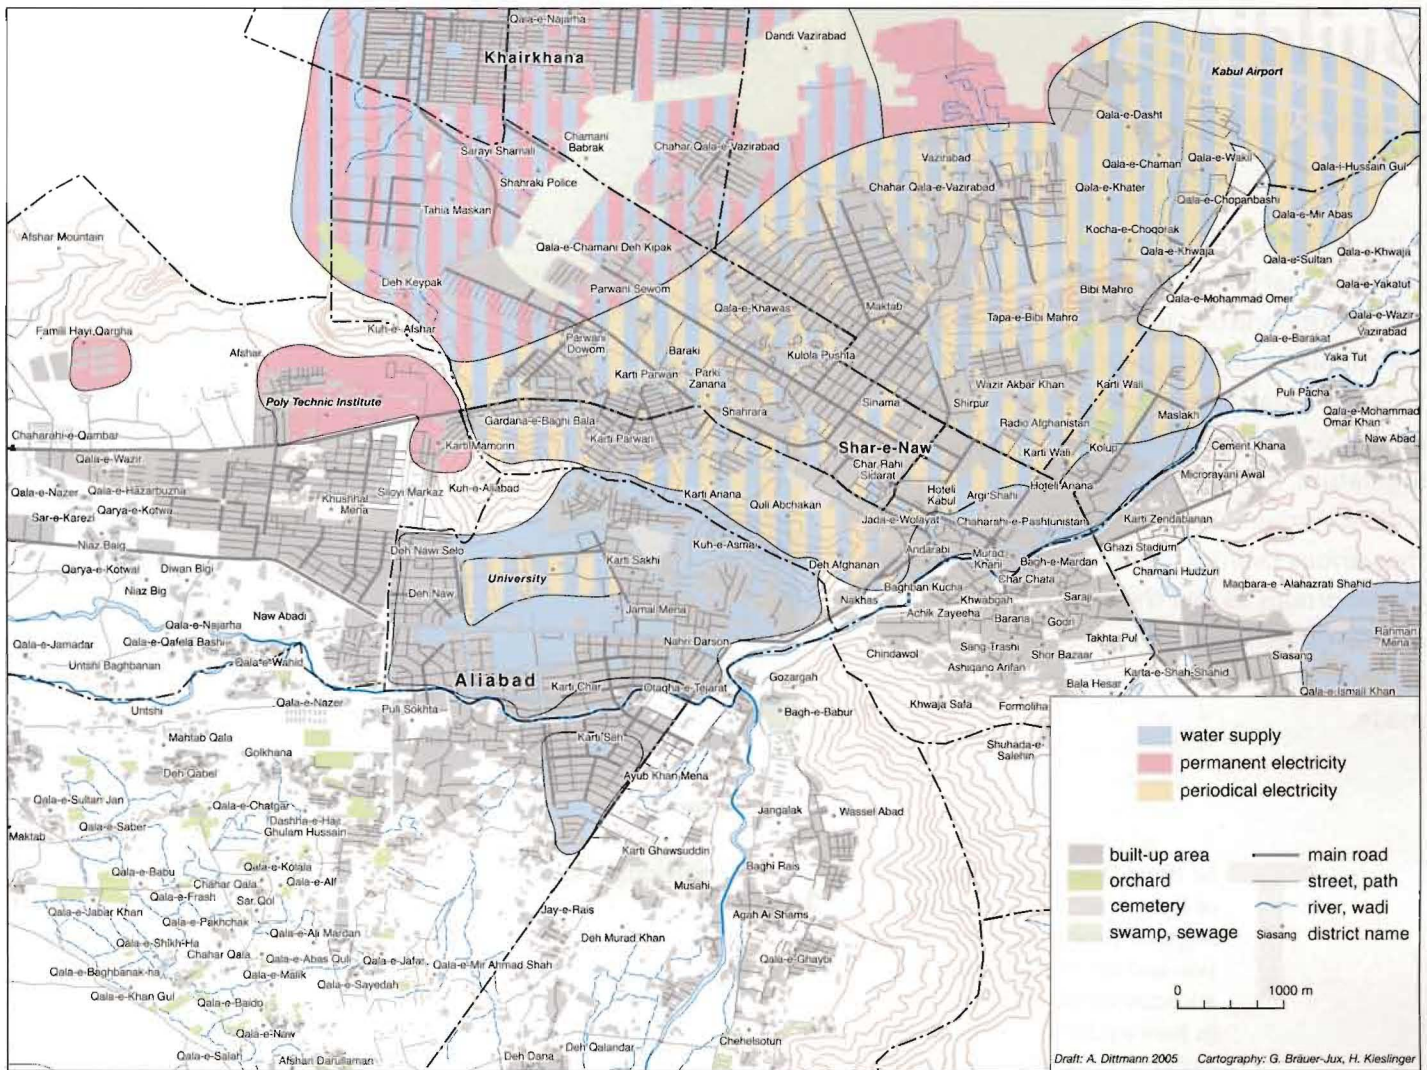 Qala-e-Najarha
Khairkhana
Dandi Vazirabad
Kabul Airport
Qala-e-Dasht
Chamani
Babrak
Sarayi Shamali
Chahar Qala-e-Vazirabad
Vazirabad
Qala-e-Chaman
Qala-e-Wakil
Qala-i-Hussain Gul
Shahraki Police
Chahar Qala-e-Vazirabad
Qala-e-Khater
Qala-e-Chopanbashi
Tahia Maskan
Qala-e-Mir Abas
Kocha-e-Chogolak
Afshar Mountain
Qala-e-Chamani Deh Kipak
Qala-e-Khwaja
Qala-e-Sultan
Qala-e-Khwaja
Deh Keypak
Parwani Sewom
Bibi Mahro
Qala-e-Yakatut
Qala-e-Mohammad Omer
Qala-e-Khawas
Maktab
Tapa-e-Bibi Mahro
Qala-e-Wazir
Famili Hayi Qargha
Kuh-e-Afshar
Vazirabad
Parwani
Dowom
Qala-e-Barakat
Afshar
Baraki
Kulola Pushta
Yaka Tut
Karti Parwan
Parki
Zanana
Wazir Akbar Khan
Karti Wali
Puli Pacha
Poly Technic Institute
Sinama
Shirpur
Shahrara
Maslakh
Qala-e-Mohammad
Omar Khan
Gardana-e-Baghi Bala
Radio Afghanistan
Chaharahi-e-Qambar
Karti Parwan
Naw Abad
Karti Mamorin
Shar-e-Naw
Karti Wali
Kolup
Cement Khana
Qala-e-Wazir
Char Rahi
Sidarat
Microrayani Awal
Qala-e-Nazer
Qala-e-Hazarbuzha
Siloyi Markaz
Kuh-e-Aliabad
Karti Ariana
Hoteli
Kabul
Argi Shahi
Hoteli Ariana
Khushhal
Mena
Quli Abchakan
Sar-e-Karezi
Qarya-e-Kotwal
Jada-e-Wolayat
Chaharahi-e-Pashtunistan
Karti Zendabanan
Niaz Baig
Deh Nawi Selo
Kuh-e-Asmai
Andarabi
Murad
Khani
Ghazi Stadium
Karti Sakhi
Bagh-e-Mardan
Qarya-e-Kotwal
Diwan Bigi
University
Deh Afghanan
Char Chata
Chamani Hudzuri
Maqbara-e-Alahazrati Shahid
Niaz Big
Deh Naw
Baghban Kucha
Nakhas
Khwabgah
Saraji
Naw Abadi
Jamal Mena
Achik Zayeeha
Barana
Godri
Qala-e-Najarha
Rahman
Mena
Qala-e-Jamadar
Qala-e-Qafela Bashi
Nahri Darson
Takhta Pul
Sang Trashi
Shor Bazaar
Siasang
Untshi Baghbanan
Qala-e-Wahid
Chindawol
Ashiqano Arifan
Karta-e-Shah-Shahid
Aliabad
Karti Char
Otaqha-e-Tejarat
Gozargah
Bala Hesar
Qala-e-Ismail Khan
Qala-e-Nazer
Untshi
Puli Sokhta
Bagh-e-Babur
Khwaja Safa
Formoliha
Mahtab Qala
Karti Seh
Shuhada-e-
Salehin
Golkhana
Deh Qabel
Ayub Khan Mena
Qala-e-Sultan Jan
Qala-e-Chatgar
Jangalak
Wassel Abad
Qala-e-Saber
Dashha-e-Haji
Ghulam Hussain
Maktab
Karti Ghawsuddin
Baghi Rais
Qala-e-Babu
Qala-e-Kotala
Chahar Qala
Qala-e-Alf
Musahi
Qala-e-Frash
Sar Qol
Qala-e-Jabar Khan
Jay-e-Rais
Aqah Ai Shams
Qala-e-Pakhchak
Qala-e-Ali Mardan
Deh Murad Khan
Qala-e-Shikh-Ha
Chahar Qala
Qala-e-Abas Quli
Qala-e-Jafar
Qala-e-Mir Ahmad Shah
Qala-e-Ghaybi
Qala-e-Baghbanak-ha
Qala-e-Malik
Qala-e-Sayedah
Qala-e-Khan Gul
Qala-e-Baido
Qala-e-Naw
Chehelsotun
Qala-e-Salah
Afshari Darullaman
Deh Dana
Deh Qalandar
water supply
permanent electricity
periodical electricity
built-up area
main road
orchard
street, path
cemetery
river, wadi
swamp, sewage
Siasang
district name
0
1000 m
Draft: A. Dittmann 2005
Cartography: G. Bräuer-Jux, H. Kieslinger